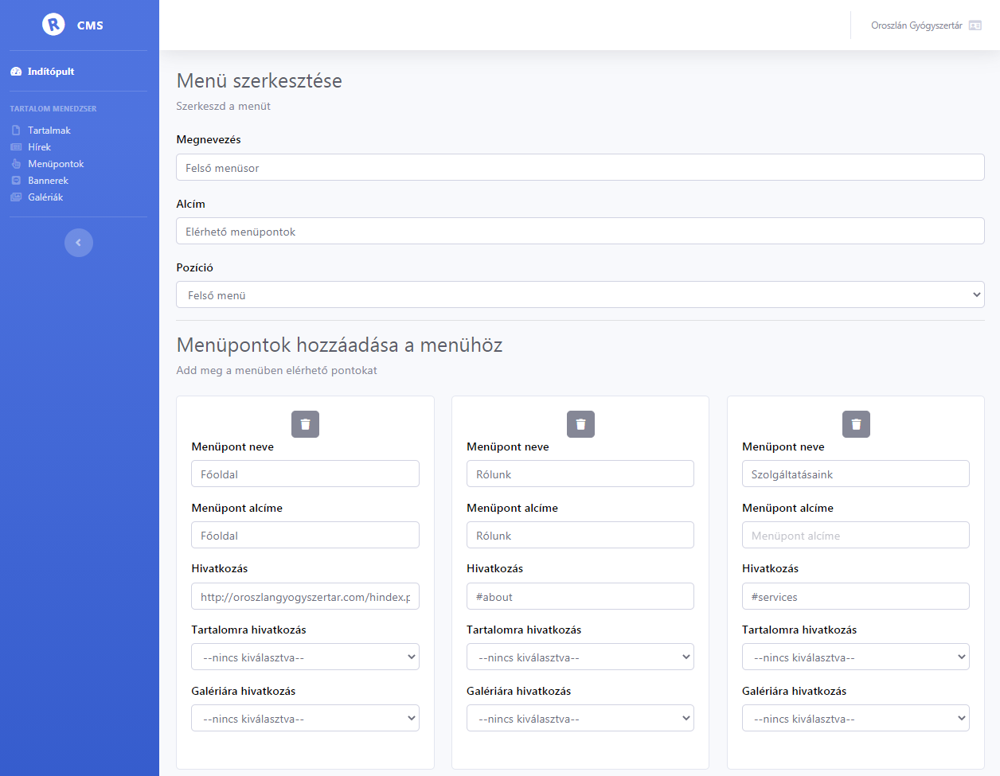 R CMS
Oroszlán Gyógyszertár
Indítópult
TARTALOM MENEDZSER
Tartalmak
Hírek
Menüpontok
Bannerek
Galériák
Menü szerkesztése
Szerkeszd a menüt
Megnevezés
Felső menüsor
Alcím
Elérhető menüpontok
Pozíció
Felső menü
Menüpontok hozzáadása a menühöz
Add meg a menüben elérhető pontokat
Menüpont neve
Főoldal
Menüpont alcíme
Főoldal
Hivatkozás
http://oroszlangyogyszertar.com/hindex.p
Tartalomra hivatkozás
--nincs kiválasztva--
Galériára hivatkozás
--nincs kiválasztva--
Menüpont neve
Rólunk
Menüpont alcíme
Rólunk
Hivatkozás
#about
Tartalomra hivatkozás
--nincs kiválasztva--
Galériára hivatkozás
--nincs kiválasztva--
Menüpont neve
Szolgáltatásaink
Menüpont alcíme
Menüpont alcíme
Hivatkozás
#services
Tartalomra hivatkozás
--nincs kiválasztva--
Galériára hivatkozás
--nincs kiválasztva--